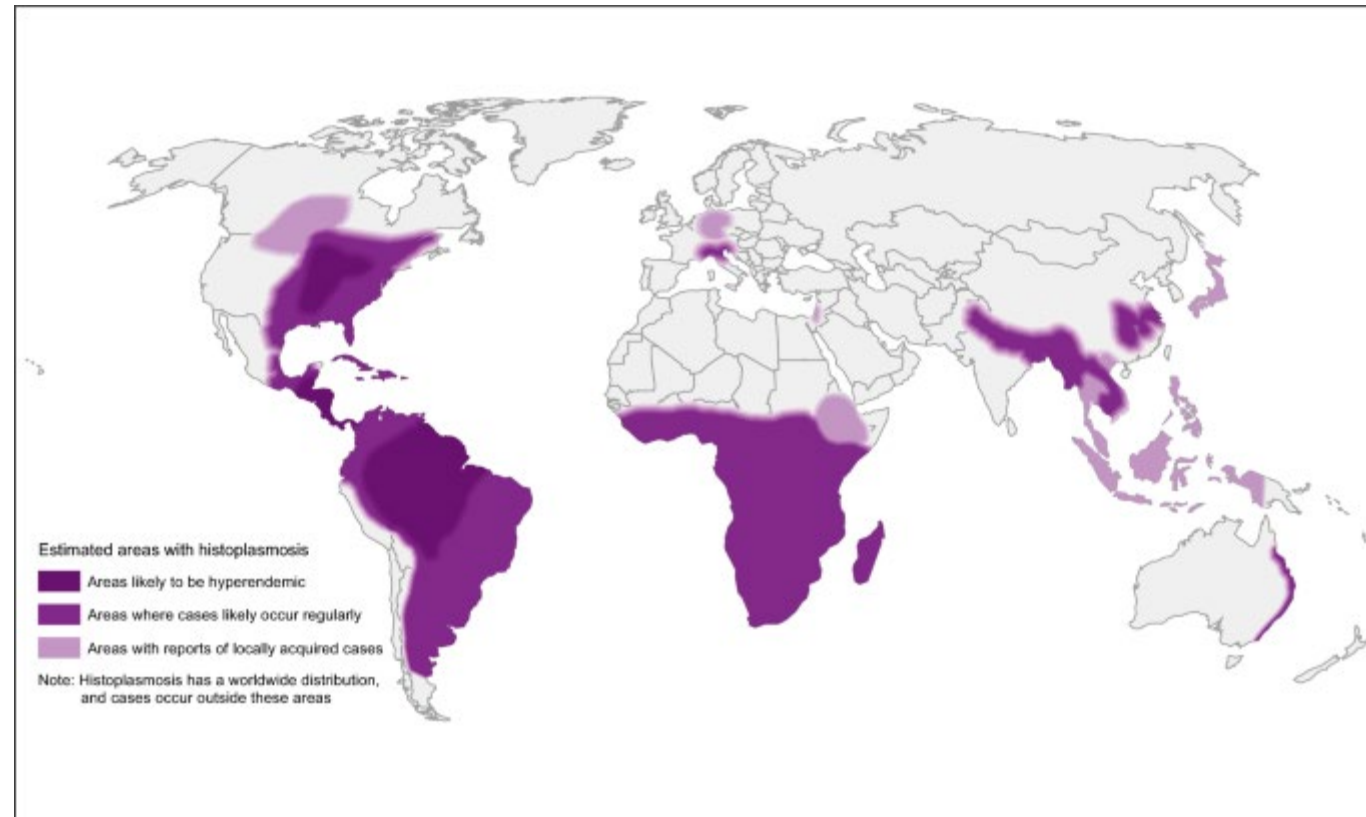 Estimated areas with histoplasmosis
Areas likely to be hyperendemic
Areas where cases likely occur regularly
Areas with reports of locally acquired cases
Note: Histoplasmosis has a worldwide distribution,
and cases occur outside these areas